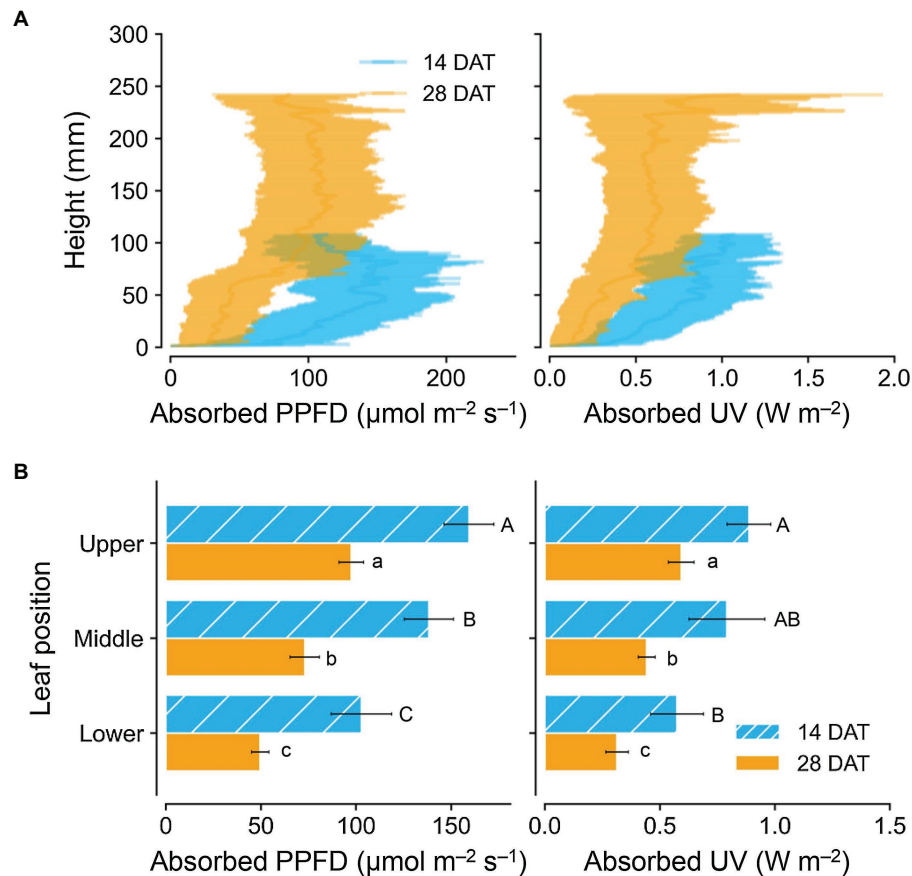 A
300
250
200
150
100
50
0
Height (mm)
14 DAT
28 DAT
0 100 200
0.0 0.5 1.0 1.5 2.0
Absorbed PPFD (µmol m–2 s–1)
Absorbed UV (W m–2)
B
Leaf position
Upper
A
a
A
a
Middle
B
b
AB
b
Lower
C
c
B
c
14 DAT
28 DAT
0 50 100 150
0.0 0.5 1.0 1.5
Absorbed PPFD (µmol m–2 s–1)
Absorbed UV (W m–2)